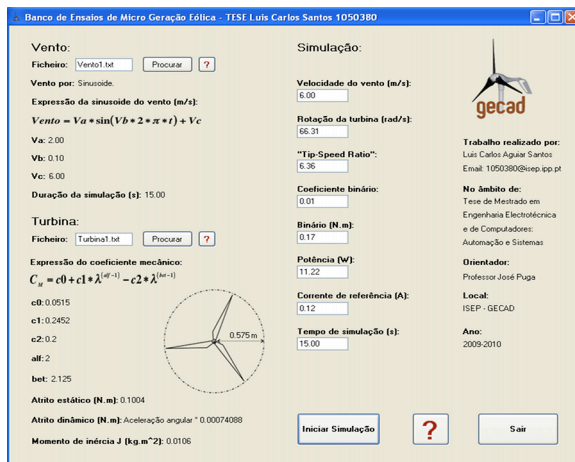 Banco de Ensaios de Micro Geração Eólica - TESE Luis Carlos Santos 1050380
Vento:
Ficheiro: Vento1.txt Procurar ?
Vento por: Sinusoide.
Expressão da sinusoide do vento (m/s):
Vento = Va * sin(Vb * 2 * π * t) + Vc
Va: 2.00
Vb: 0.10
Vc: 6.00
Duração da simulação (s): 15.00
Turbina:
Ficheiro: Turbina1.txt Procurar ?
Expressão do coeficiente mecânico:
C_M = c0 + c1 * λ^(alf-1) - c2 * λ^(bet-1)
c0: 0.0515
c1: 0.2452
c2: 0.2
alf: 2
bet: 2.125
0.575 m
Atrito estático (N.m): 0.1004
Atrito dinâmico (N.m): Aceleração angular * 0.00074088
Momento de inércia J (kg.m^2): 0.0106
Simulação:
Velocidade do vento (m/s):
6.00
Rotação da turbina (rad/s):
66.31
"Tip-Speed Ratio":
6.36
Coeficiente binário:
0.01
Binário (N.m):
0.17
Potência (W):
11.22
Corrente de referência (A):
0.12
Tempo de simulação (s):
15.00
Iniciar Simulação
?
Sair
gecad
Trabalho realizado por:
Luis Carlos Aguiar Santos
Email: 1050380@isep.ipp.pt
No âmbito de:
Tese de Mestrado em
Engenharia Electrotécnica
e de Computadores:
Automação e Sistemas
Orientador:
Professor José Puga
Local:
ISEP - GECAD
Ano:
2009-2010